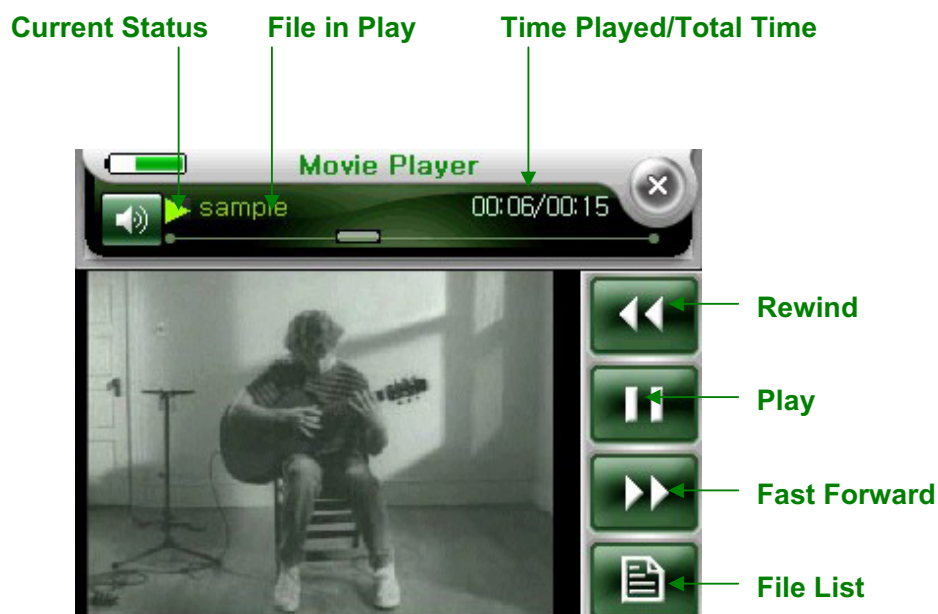 Current Status File in Play Time Played/Total Time
Movie Player
sample 00:06/00:15
Rewind
Play
Fast Forward
File List